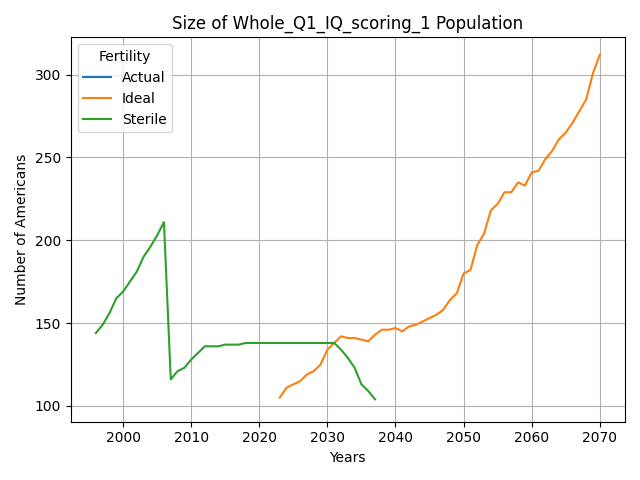 Size of Whole_Q1_IQ_scoring_1 Population
Number of Americans
300
250
200
150
100
Fertility
Actual
Ideal
Sterile
2000 2010 2020 2030 2040 2050 2060 2070
Years